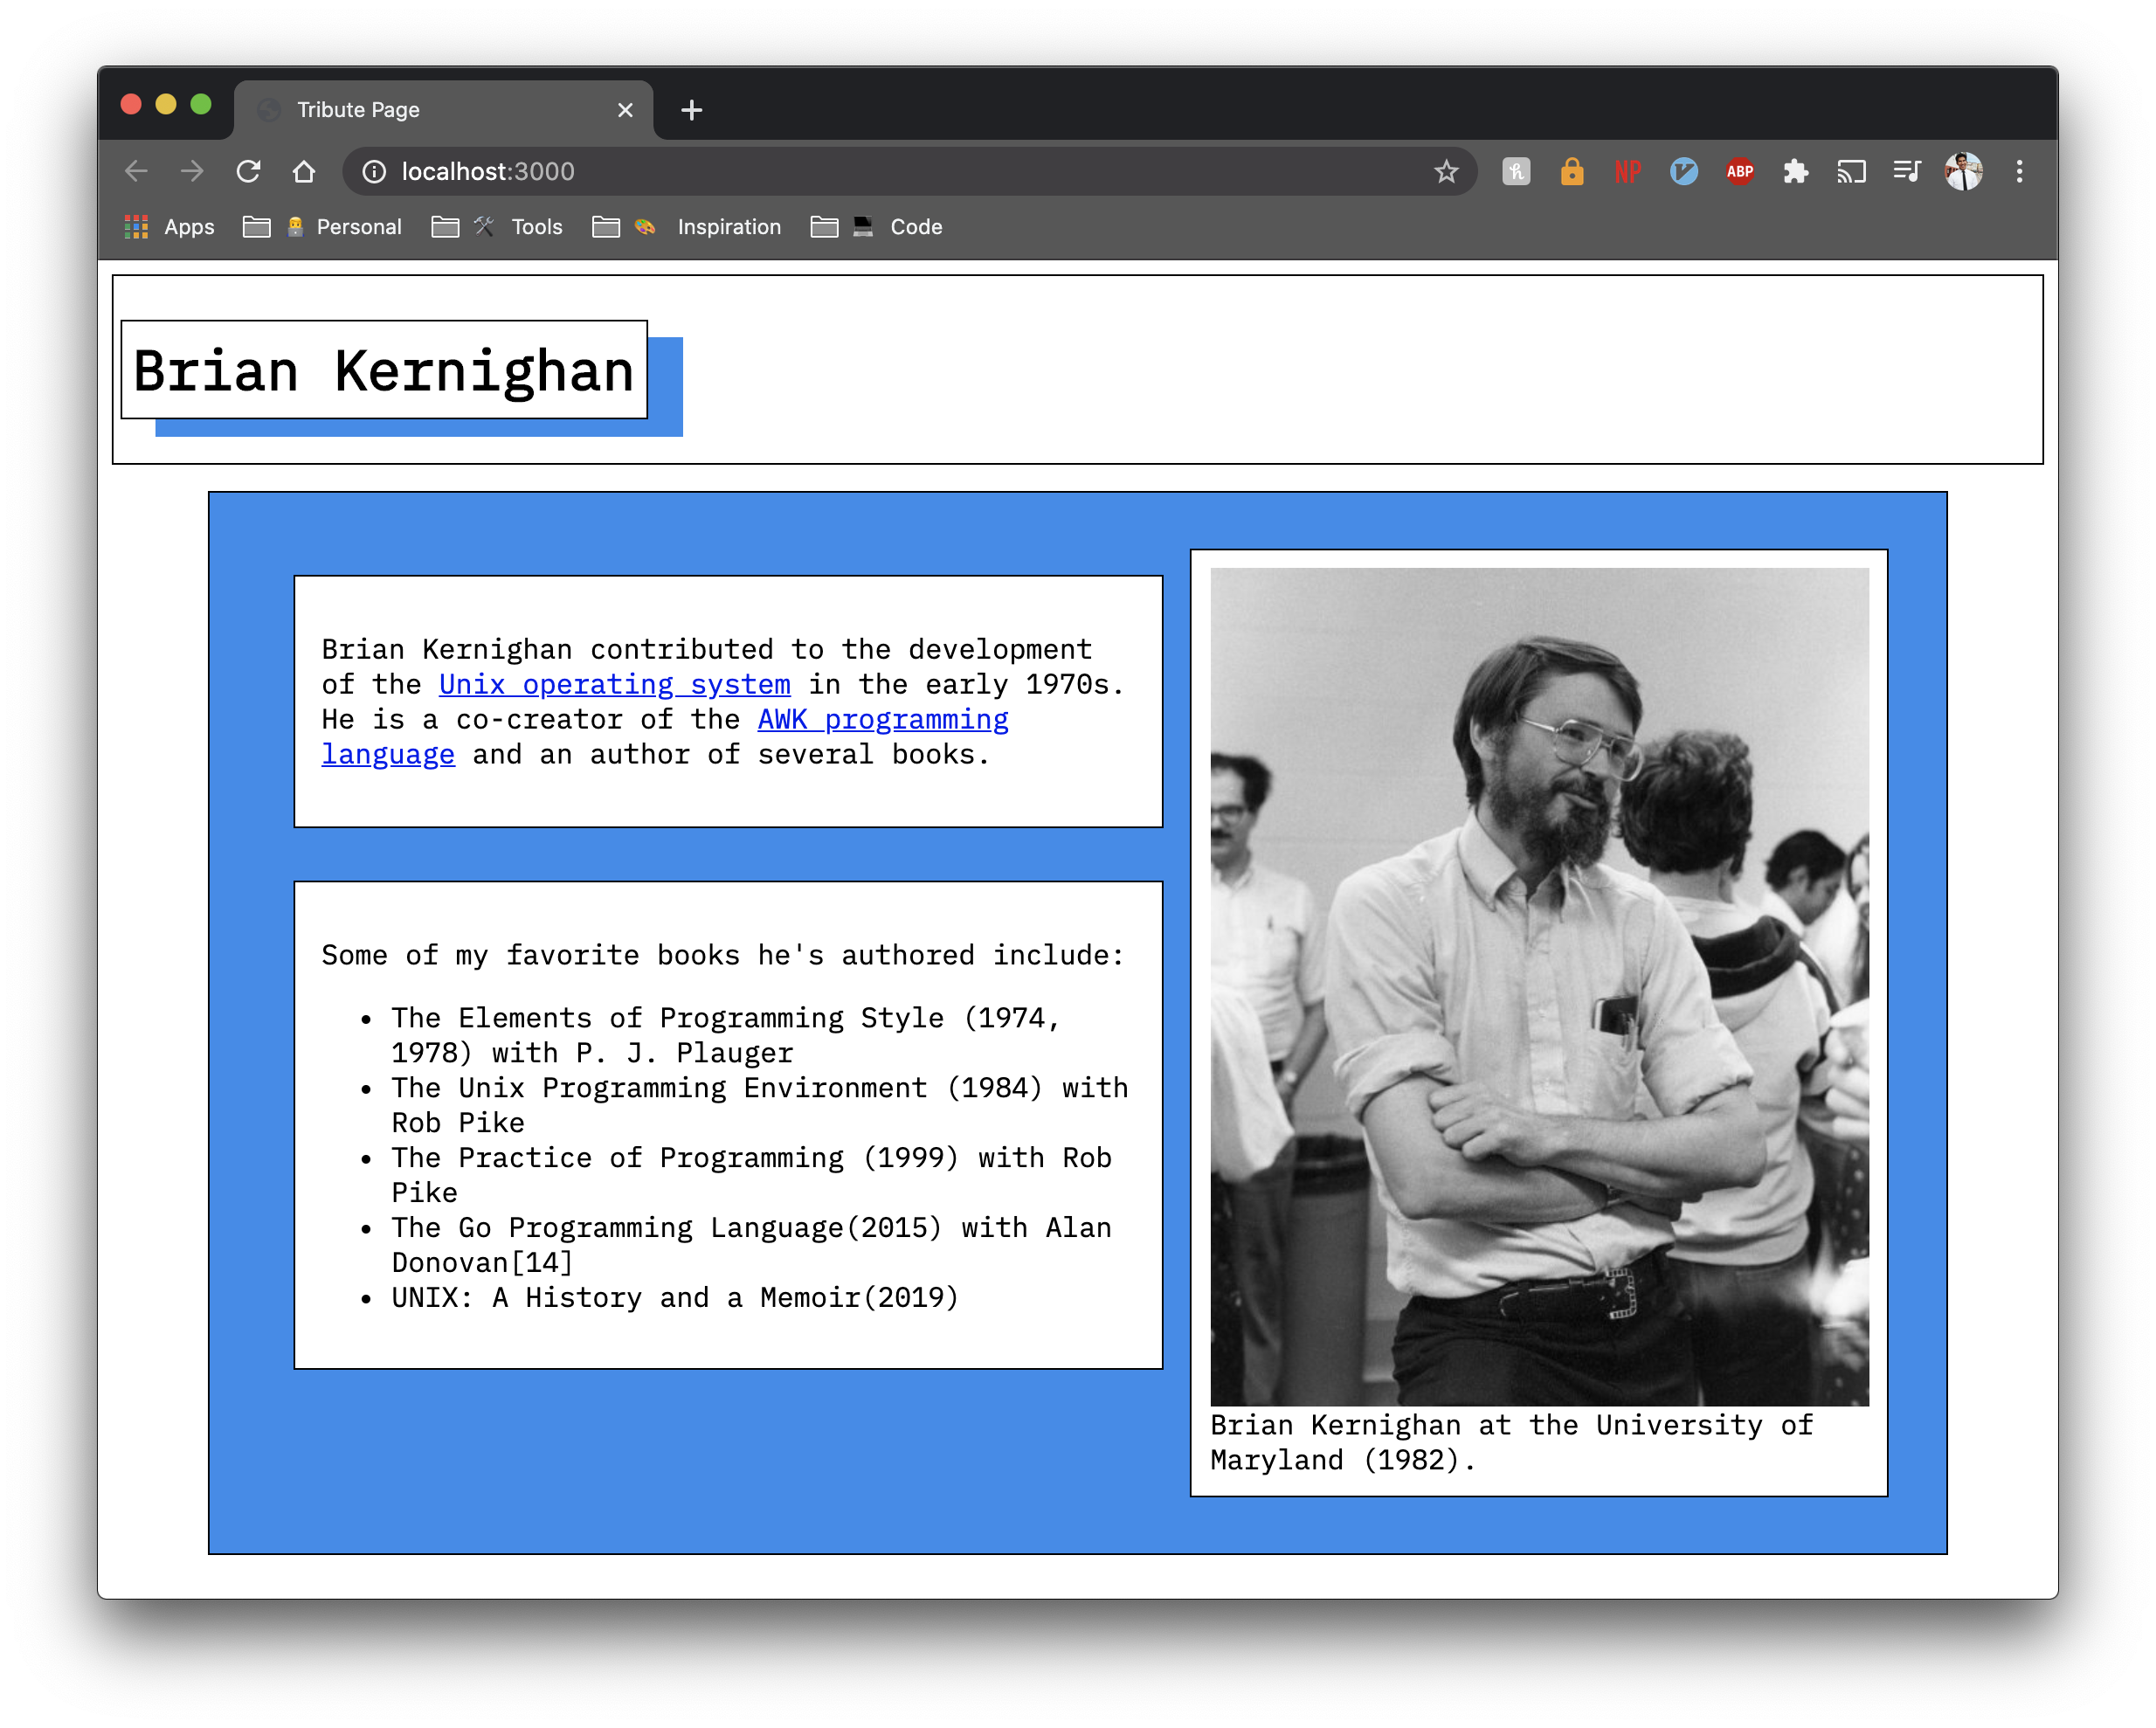 Tribute Page
localhost:3000
NP
ABP
Apps
Personal
Tools
Inspiration
Code
Brian Kernighan
Brian Kernighan contributed to the development
of the Unix operating system in the early 1970s.
He is a co-creator of the AWK programming
language and an author of several books.
Some of my favorite books he's authored include:
• The Elements of Programming Style (1974,
1978) with P. J. Plauger
• The Unix Programming Environment (1984) with
Rob Pike
• The Practice of Programming (1999) with Rob
Pike
• The Go Programming Language(2015) with Alan
Donovan[14]
• UNIX: A History and a Memoir(2019)
Brian Kernighan at the University of
Maryland (1982).